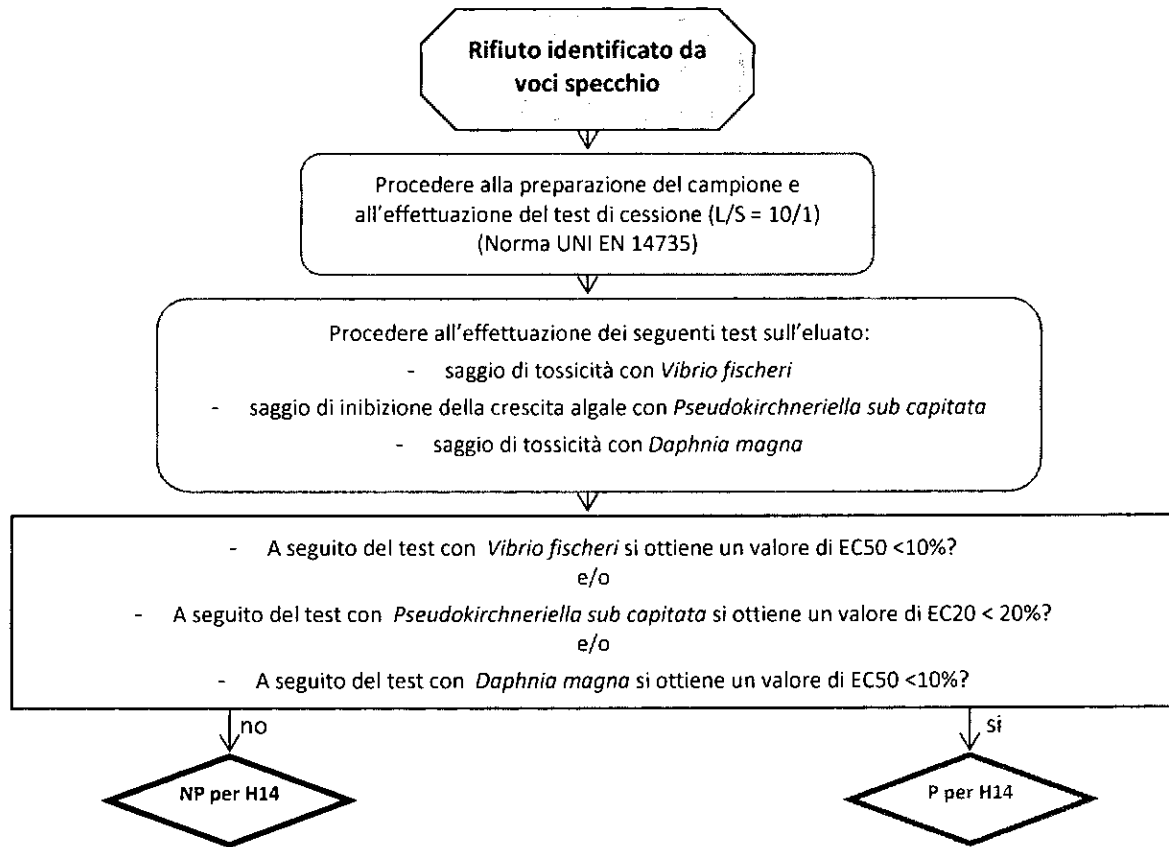 Rifiuto identificato da
voci specchio
Procedere alla preparazione del campione e
all'effettuazione del test di cessione (L/S = 10/1)
(Norma UNI EN 14735)
Procedere all'effettuazione dei seguenti test sull'eluato:
- saggio di tossicità con Vibrio fischeri
- saggio di inibizione della crescita algale con Pseudokirchneriella sub capitata
- saggio di tossicità con Daphnia magna
- A seguito del test con Vibrio fischeri si ottiene un valore di EC50 <10%?
e/o
- A seguito del test con Pseudokirchneriella sub capitata si ottiene un valore di EC20 < 20%?
e/o
- A seguito del test con Daphnia magna si ottiene un valore di EC50 <10%?
no
si
NP per H14
P per H14